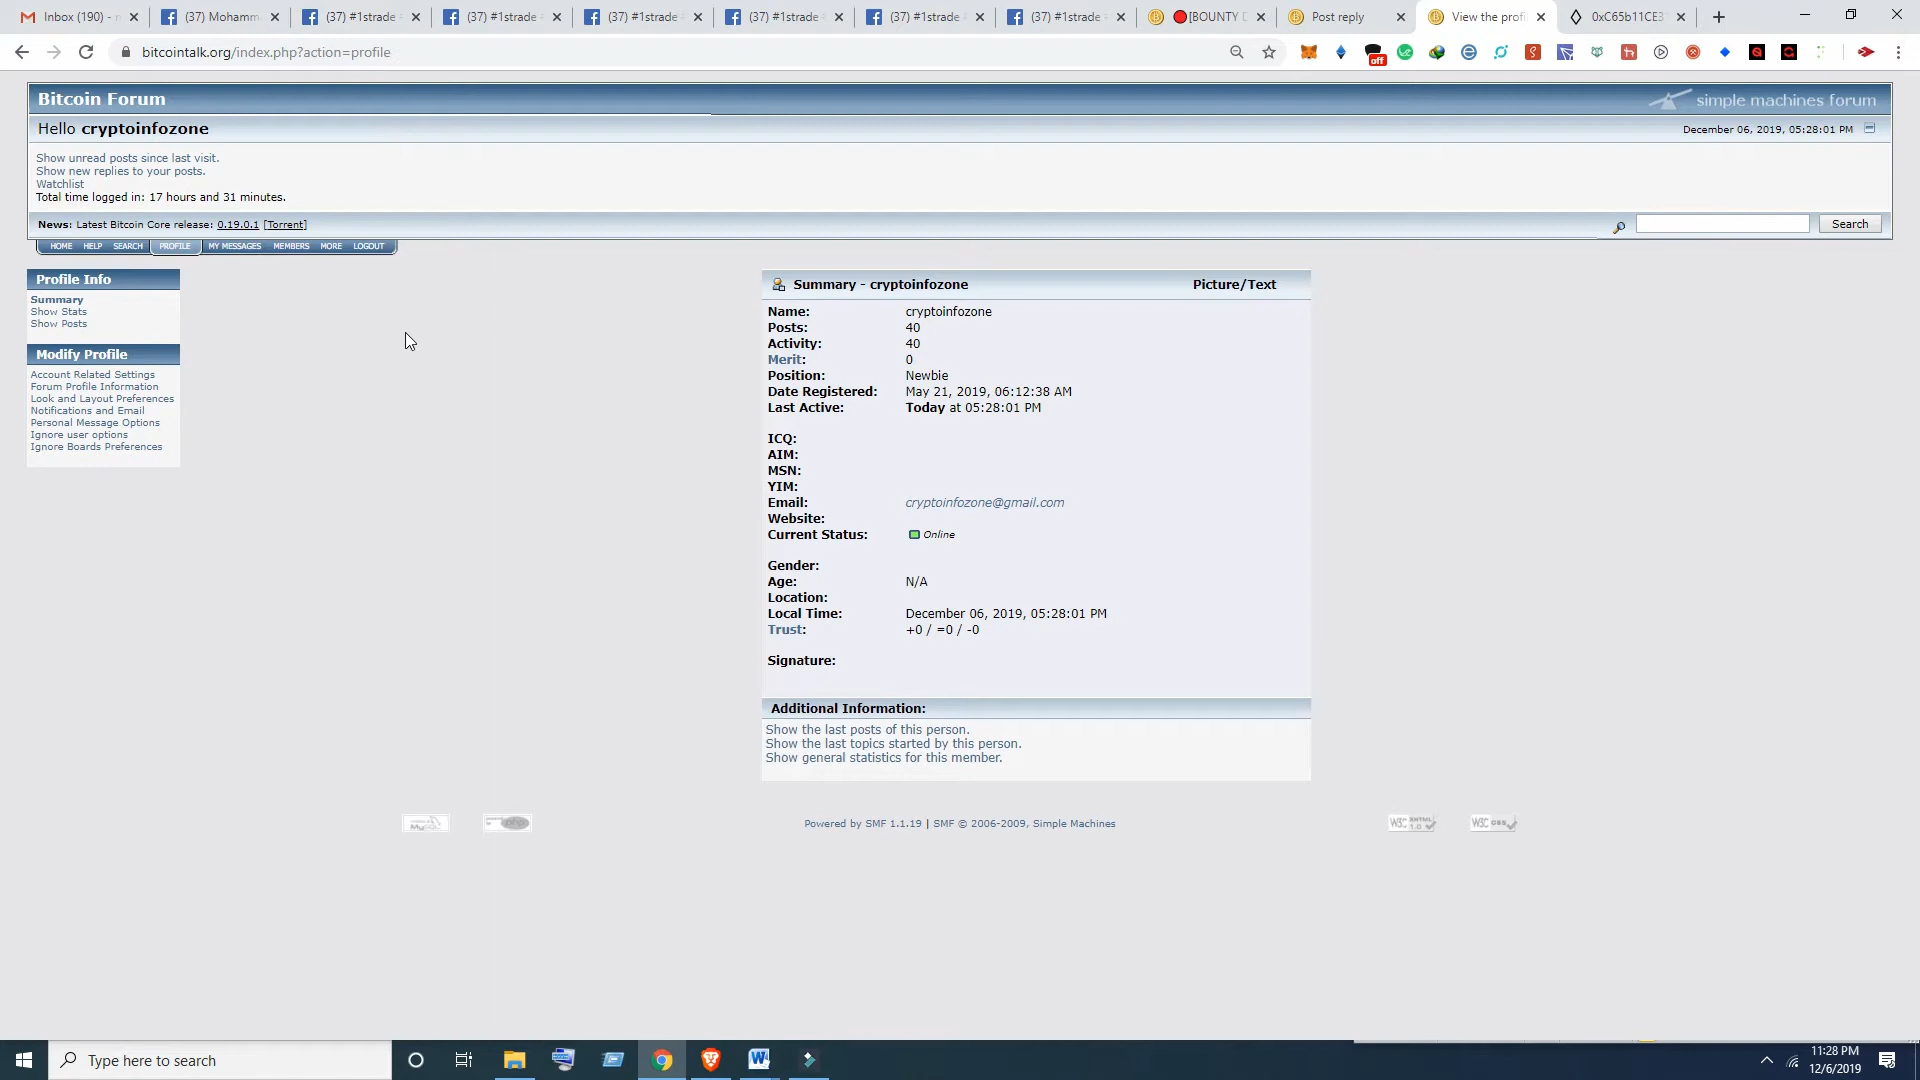 Inbox (190) -
(37) Mohamm
(37) #1strade
(37) #1strade
(37) #1strade
(37) #1strade
(37) #1strade
(37) #1strade
[BOUNTY
Post reply
View the profi
0xC65b11CE3
bitcointalk.org/index.php?action=profile
off
Bitcoin Forum
simple machines forum
Hello cryptoinfozone
December 06, 2019, 05:28:01 PM
Show unread posts since last visit.
Show new replies to your posts.
Watchlist
Total time logged in: 17 hours and 31 minutes.
News: Latest Bitcoin Core release: 0.19.0.1 [Torrent]
Search
HOME HELP SEARCH PROFILE MY MESSAGES MEMBERS MORE LOGOUT
Profile Info
Summary
Show Stats
Show Posts
Modify Profile
Account Related Settings
Forum Profile Information
Look and Layout Preferences
Notifications and Email
Personal Message Options
Ignore user options
Ignore Boards Preferences
Summary - cryptoinfozone
Picture/Text
Name: cryptoinfozone
Posts: 40
Activity: 40
Merit: 0
Position: Newbie
Date Registered: May 21, 2019, 06:12:38 AM
Last Active: Today at 05:28:01 PM
ICQ:
AIM:
MSN:
YIM:
Email: cryptoinfozone@gmail.com
Website:
Current Status: Online
Gender:
Age: N/A
Location:
Local Time: December 06, 2019, 05:28:01 PM
Trust: +0 / =0 / -0
Signature:
Additional Information:
Show the last posts of this person.
Show the last topics started by this person.
Show general statistics for this member.
MySQL
php
Powered by SMF 1.1.19 | SMF © 2006-2009, Simple Machines
W3C XHTML 1.0
W3C CSS
Type here to search
11:28 PM
12/6/2019